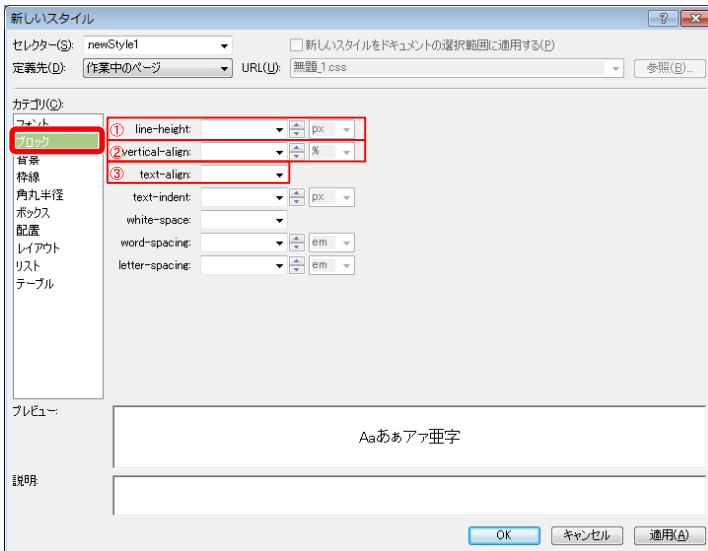 新しいスタイル
セレクター(S): newStyle1 新しいスタイルをドキュメントの選択範囲に適用する(P)
定義先(D): 作業中のページ URL(U): 無題_1.css 参照(B)...
カテゴリ(C):
フォント
ブロック
背景
枠線
角丸半径
ボックス
配置
レイアウト
リスト
テーブル
① line-height: px
② vertical-align: %
③ text-align:
text-indent: px
white-space:
word-spacing: em
letter-spacing: em
プレビュー:
Aaあぁアァ亜宇
説明:
OK キャンセル 適用(A)